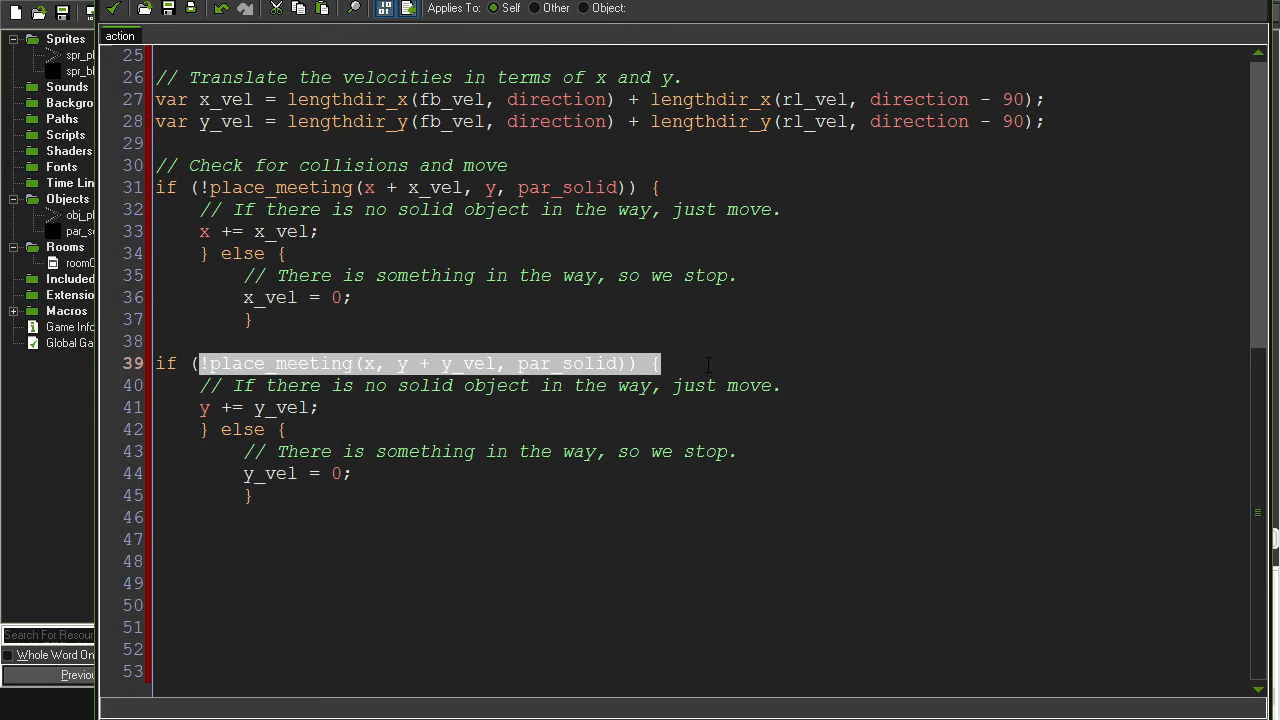 Applies To: Self Other Object:
action
Sprites
spr_pl
spr_bl
Sounds
Backgro
Paths
Scripts
Shaders
Fonts
Time Lin
Objects
obj_pl
par_so
Rooms
room0
Included
Extension
Macros
Game Info
Global Ga
Search For Resour
Whole Word On
Previou
25
26 // Translate the velocities in terms of x and y.
27 var x_vel = lengthdir_x(fb_vel, direction) + lengthdir_x(rl_vel, direction - 90);
28 var y_vel = lengthdir_y(fb_vel, direction) + lengthdir_y(rl_vel, direction - 90);
29
30 // Check for collisions and move
31 if (!place_meeting(x + x_vel, y, par_solid)) {
32 // If there is no solid object in the way, just move.
33 x += x_vel;
34 } else {
35 // There is something in the way, so we stop.
36 x_vel = 0;
37 }
38
39 if (!place_meeting(x, y + y_vel, par_solid)) {
40 // If there is no solid object in the way, just move.
41 y += y_vel;
42 } else {
43 // There is something in the way, so we stop.
44 y_vel = 0;
45 }
46
47
48
49
50
51
52
53